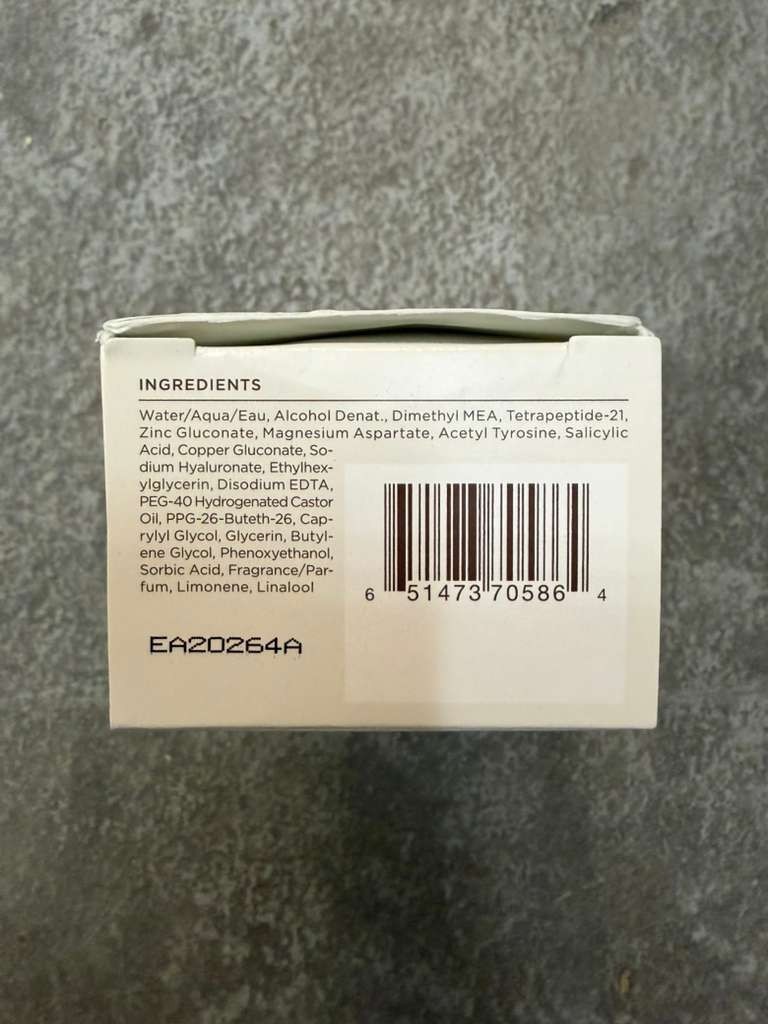 INGREDIENTS
Water/Aqua/Eau, Alcohol Denat., Dimethyl MEA, Tetrapeptide-21,
Zinc Gluconate, Magnesium Aspartate, Acetyl Tyrosine, Salicylic
Acid, Copper Gluconate, So-
dium Hyaluronate, Ethylhex-
ylglycerin, Disodium EDTA,
PEG-40 Hydrogenated Castor
Oil, PPG-26-Buteth-26, Cap-
rylyl Glycol, Glycerin, Butyl-
ene Glycol, Phenoxyethanol,
Sorbic Acid, Fragrance/Par-
fum, Limonene, Linalool
6 51473 70586 4
EA20264A